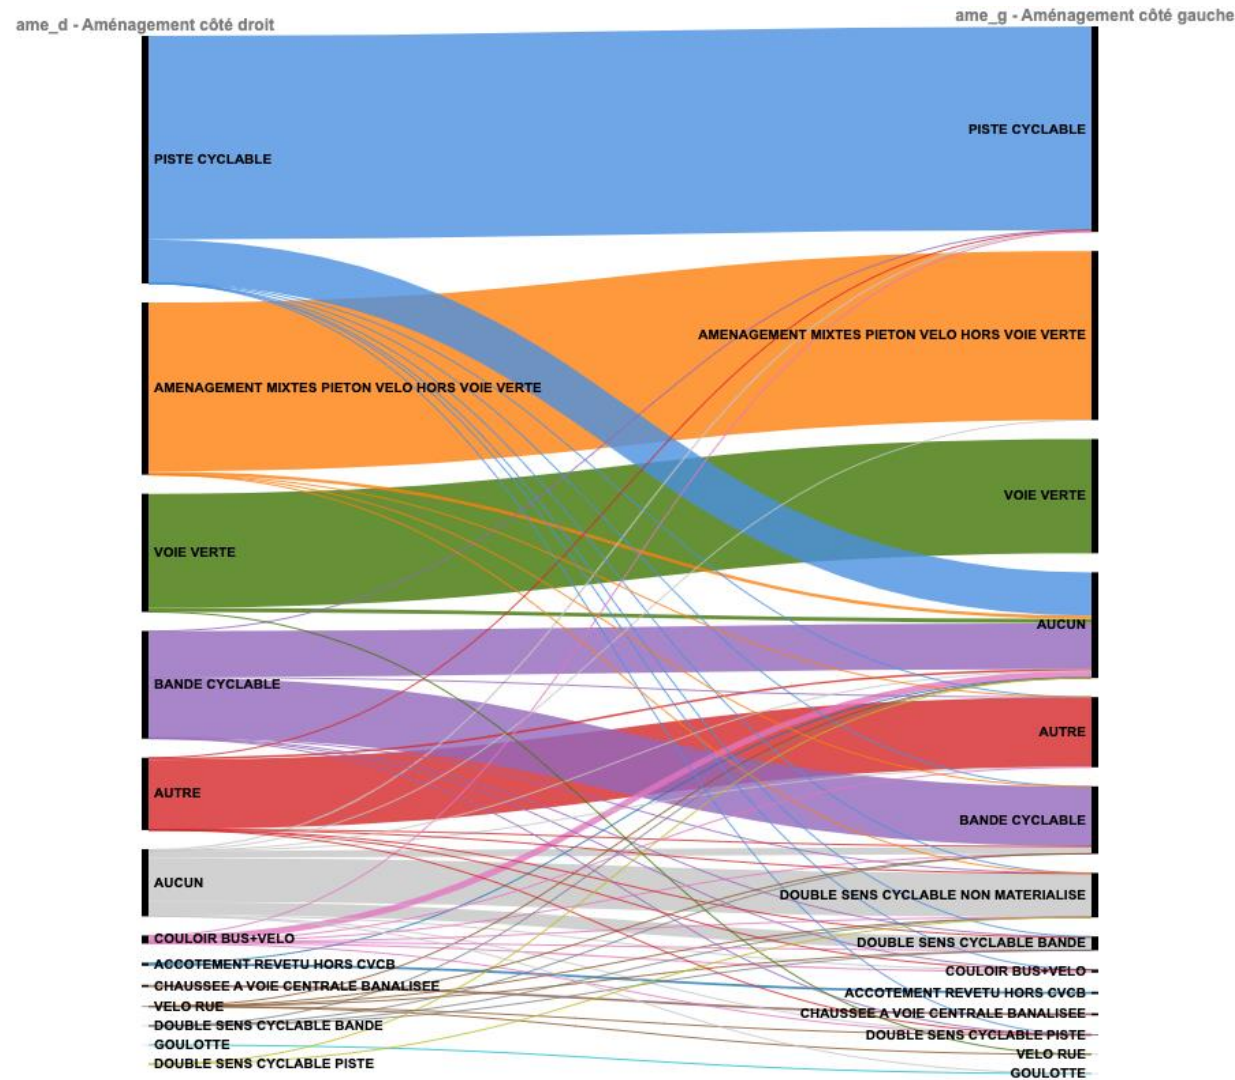 ame_d - Aménagement côté droit
ame_g - Aménagement côté gauche
PISTE CYCLABLE
AMENAGEMENT MIXTES PIETON VELO HORS VOIE VERTE
VOIE VERTE
BANDE CYCLABLE
AUTRE
AUCUN
COULOIR BUS+VELO
ACCOTEMENT REVETU HORS CVCB
CHAUSSEE A VOIE CENTRALE BANALISEE
VELO RUE
DOUBLE SENS CYCLABLE BANDE
GOULOTTE
DOUBLE SENS CYCLABLE PISTE
PISTE CYCLABLE
AMENAGEMENT MIXTES PIETON VELO HORS VOIE VERTE
VOIE VERTE
AUCUN
AUTRE
BANDE CYCLABLE
DOUBLE SENS CYCLABLE NON MATERIALISE
DOUBLE SENS CYCLABLE BANDE
COULOIR BUS+VELO
ACCOTEMENT REVETU HORS CVCB
CHAUSSEE A VOIE CENTRALE BANALISEE
DOUBLE SENS CYCLABLE PISTE
VELO RUE
GOULOTTE